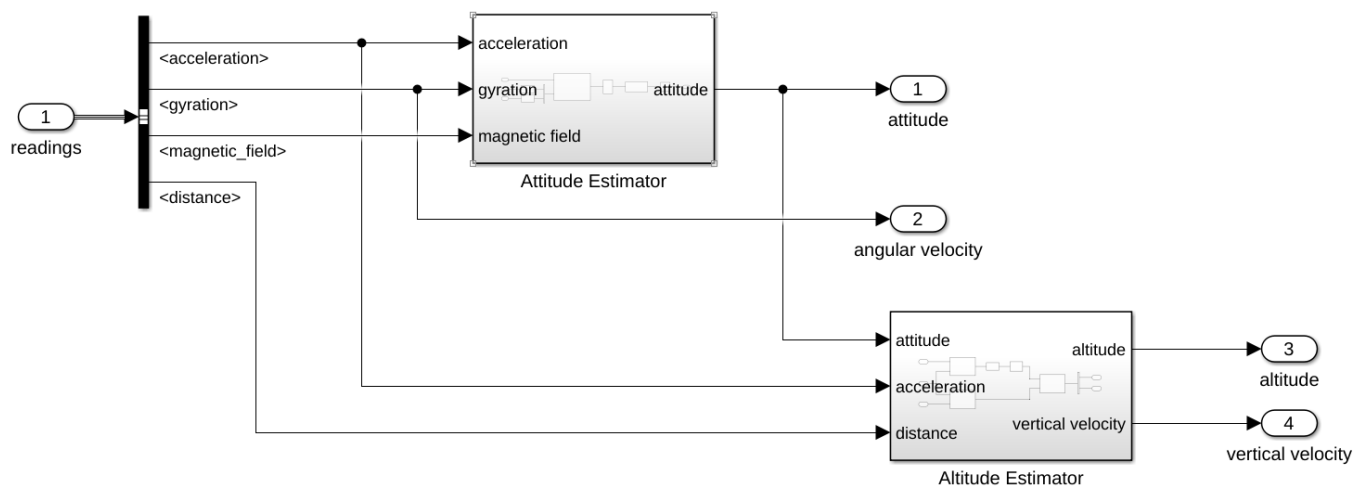 1
readings
<acceleration>
<gyration>
<magnetic_field>
<distance>
acceleration
gyration
magnetic field
attitude
Attitude Estimator
1
attitude
2
angular velocity
attitude
acceleration
distance
altitude
vertical velocity
Altitude Estimator
3
altitude
4
vertical velocity